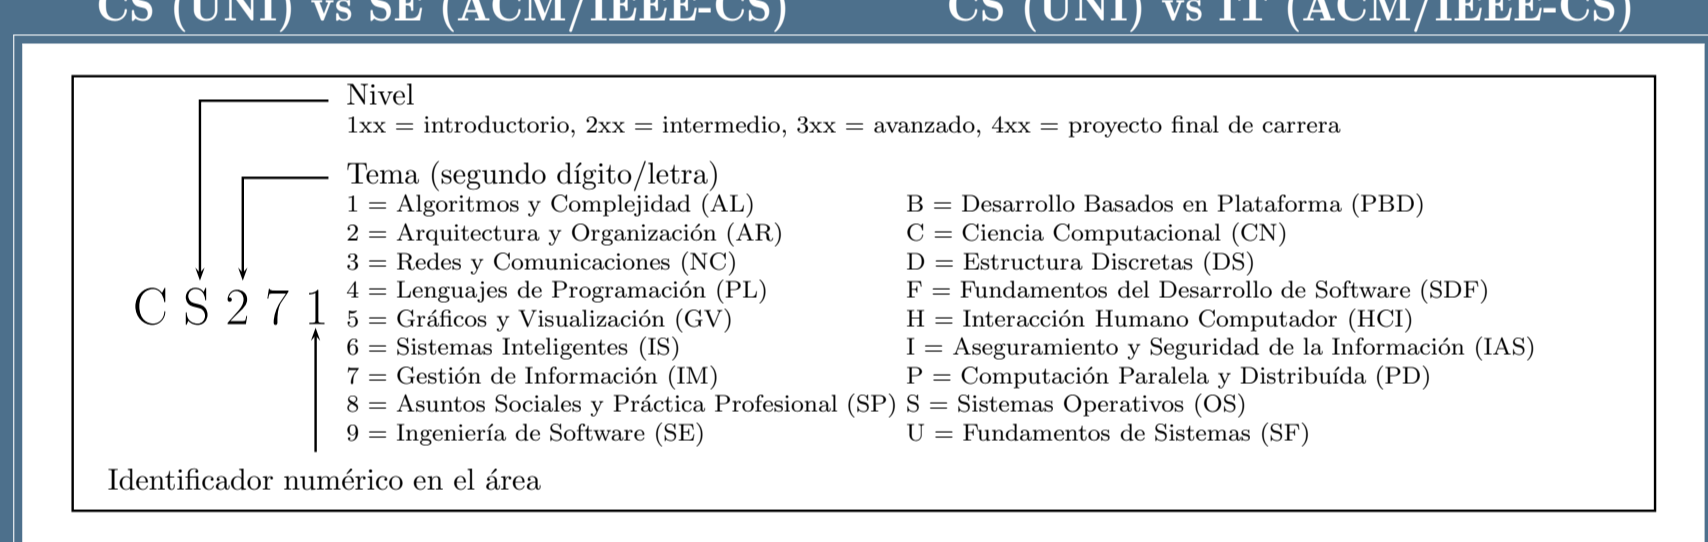 CS (UNI) vs SE (ACM/IEEE-CS)
CS (UNI) vs IT (ACM/IEEE-CS)
Nivel
1xx = introductorio, 2xx = intermedio, 3xx = avanzado, 4xx = proyecto final de carrera
Tema (segundo dígito/letra)
1 = Algoritmos y Complejidad (AL)
2 = Arquitectura y Organización (AR)
3 = Redes y Comunicaciones (NC)
4 = Lenguajes de Programación (PL)
5 = Gráficos y Visualización (GV)
6 = Sistemas Inteligentes (IS)
7 = Gestión de Información (IM)
8 = Asuntos Sociales y Práctica Profesional (SP)
9 = Ingeniería de Software (SE)
B = Desarrollo Basados en Plataforma (PBD)
C = Ciencia Computacional (CN)
D = Estructura Discretas (DS)
F = Fundamentos del Desarrollo de Software (SDF)
H = Interacción Humano Computador (HCI)
I = Aseguramiento y Seguridad de la Información (IAS)
P = Computación Paralela y Distribuída (PD)
S = Sistemas Operativos (OS)
U = Fundamentos de Sistemas (SF)
C S 2 7 1
Identificador numérico en el área